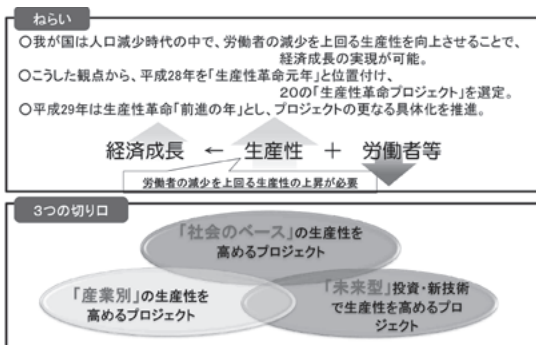 ねらい
○我が国は人口減少時代の中で、労働者の減少を上回る生産性を向上させることで、
経済成長の実現が可能。
○こうした観点から、平成28年を「生産性革命元年」と位置付け、
20の「生産性革命プロジェクト」を選定。
○平成29年は生産性革命「前進の年」とし、プロジェクトの更なる具体化を推進。
経済成長 ← 生産性 + 労働者等
労働者の減少を上回る生産性の上昇が必要
3つの切り口
「社会のベース」の生産性を
高めるプロジェクト
「産業別」の生産性を
高めるプロジェクト
「未来型」投資・新技術
で生産性を高めるプロ
ジェクト